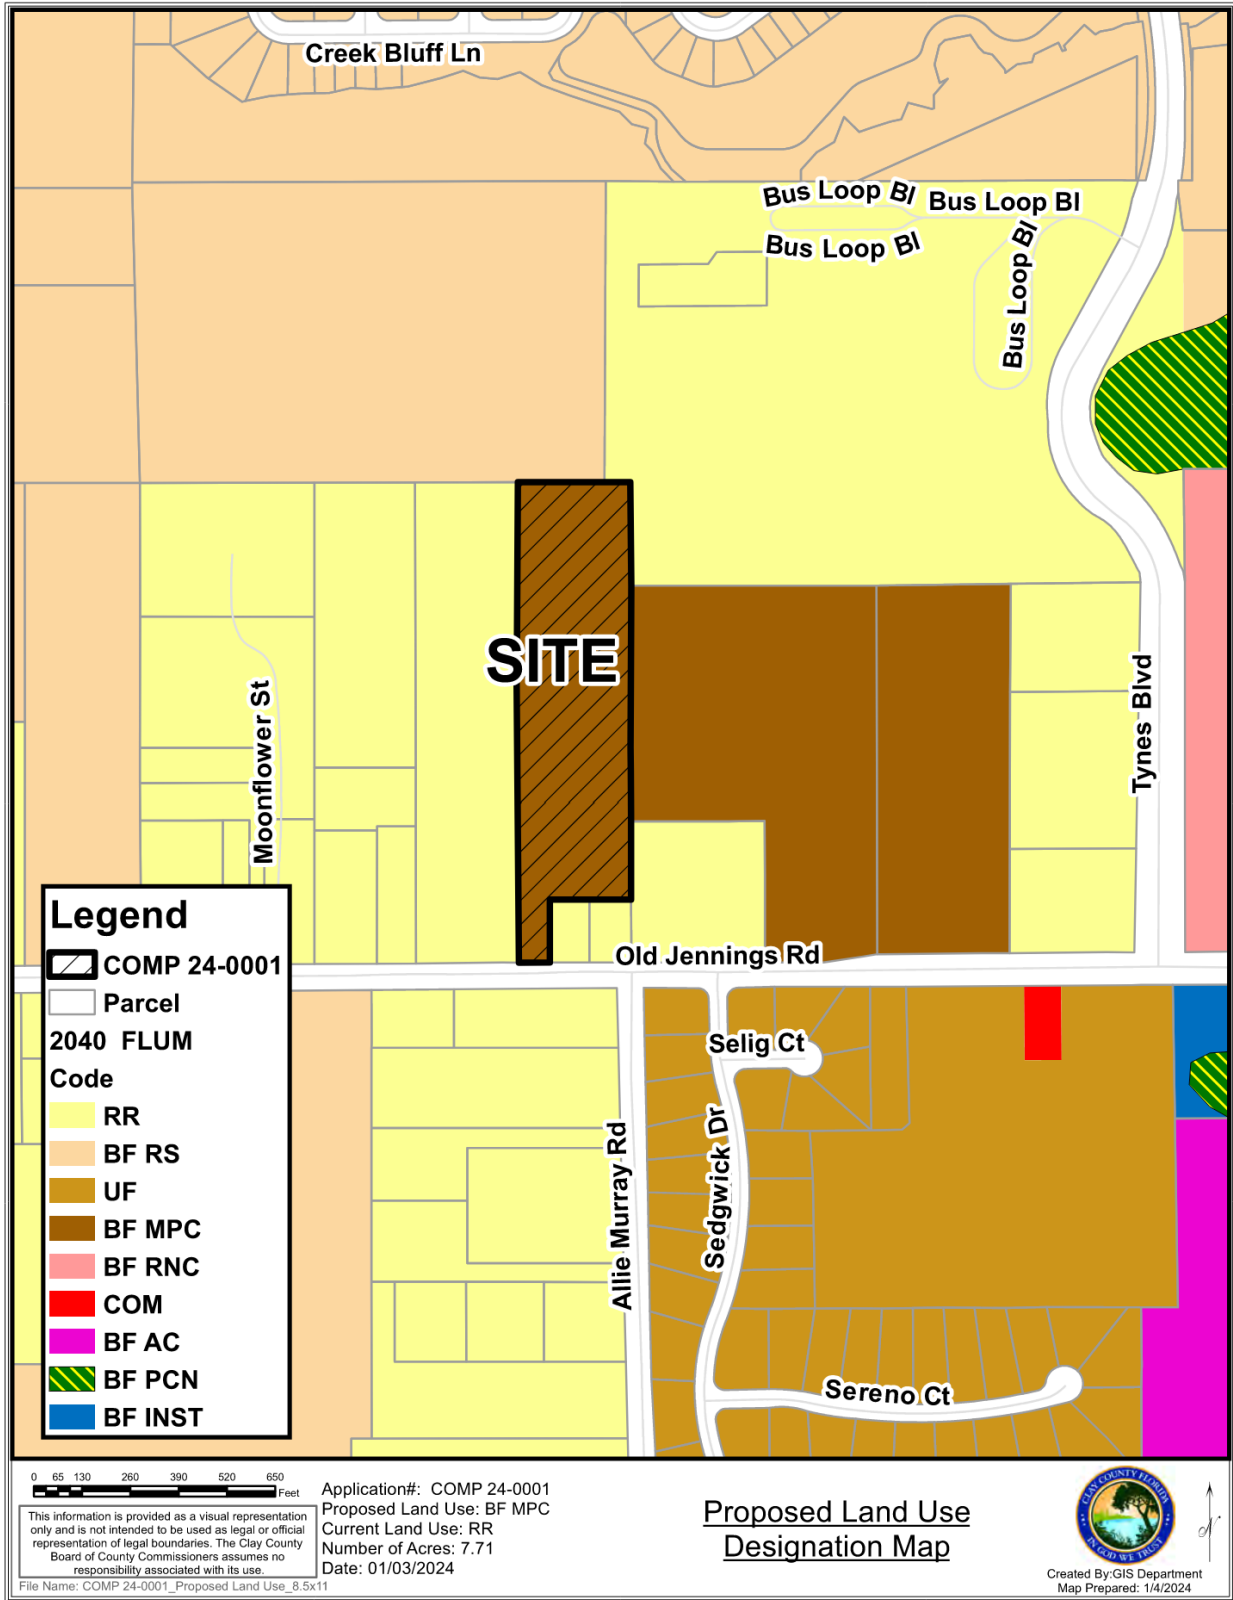 Creek Bluff Ln
Bus Loop Bl
Bus Loop Bl
Bus Loop Bl
Bus Loop Bl
SITE
Moonflower St
Tynes Blvd
Old Jennings Rd
Selig Ct
Sedgwick Dr
Allie Murray Rd
Sereno Ct
Legend
COMP 24-0001
Parcel
2040 FLUM
Code
RR
BF RS
UF
BF MPC
BF RNC
COM
BF AC
BF PCN
BF INST
0 65 130 260 390 520 650
Feet
This information is provided as a visual representation
only and is not intended to be used as legal or official
representation of legal boundaries. The Clay County
Board of County Commissioners assumes no
responsibility associated with its use.
File Name: COMP 24-0001_Proposed Land Use_8.5x11
Application#: COMP 24-0001
Proposed Land Use: BF MPC
Current Land Use: RR
Number of Acres: 7.71
Date: 01/03/2024
Proposed Land Use
Designation Map
CLAY COUNTY FLORIDA
IN GOD WE TRUST
N
Created By:GIS Department
Map Prepared: 1/4/2024